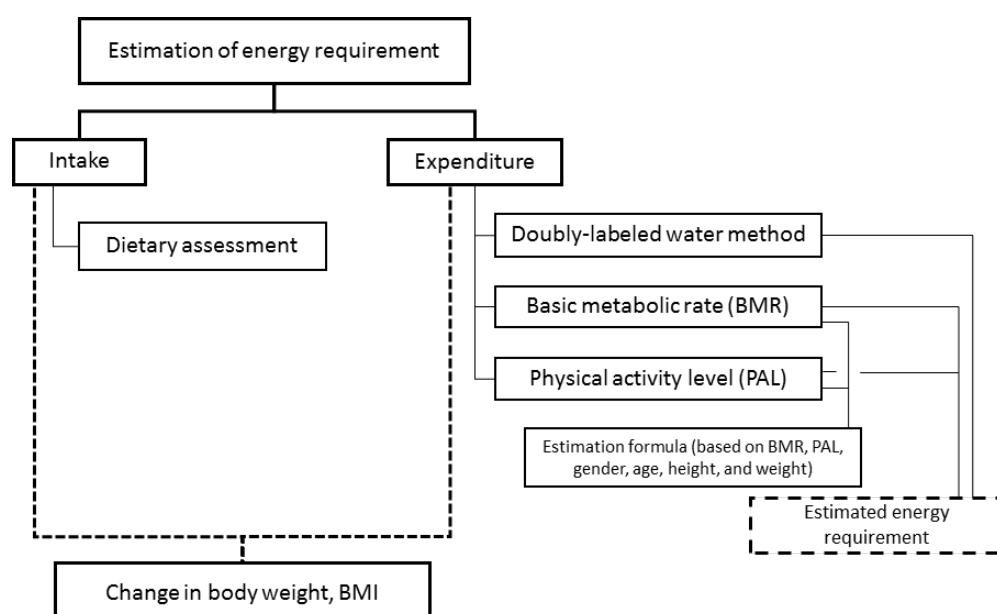 Estimation of energy requirement
Intake
Expenditure
Dietary assessment
Doubly-labeled water method
Basic metabolic rate (BMR)
Physical activity level (PAL)
Estimation formula (based on BMR, PAL,
gender, age, height, and weight)
Estimated energy
requirement
Change in body weight, BMI